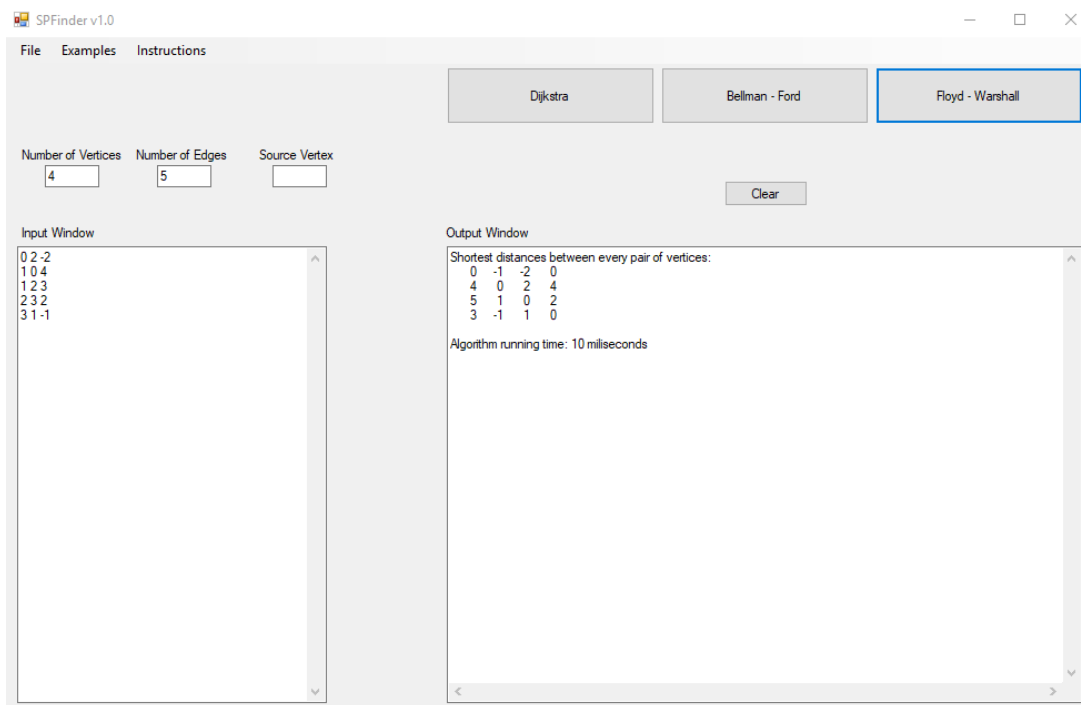 SPFinder v1.0
File Examples Instructions
Dijkstra Bellman - Ford Floyd - Warshall
Number of Vertices Number of Edges Source Vertex
4 5
Clear
Input Window
0 2 -2
1 0 4
1 2 3
2 3 2
3 1 -1
Output Window
Shortest distances between every pair of vertices:
0 -1 -2 0
4 0 2 4
5 1 0 2
3 -1 1 0
Algorithm running time: 10 miliseconds